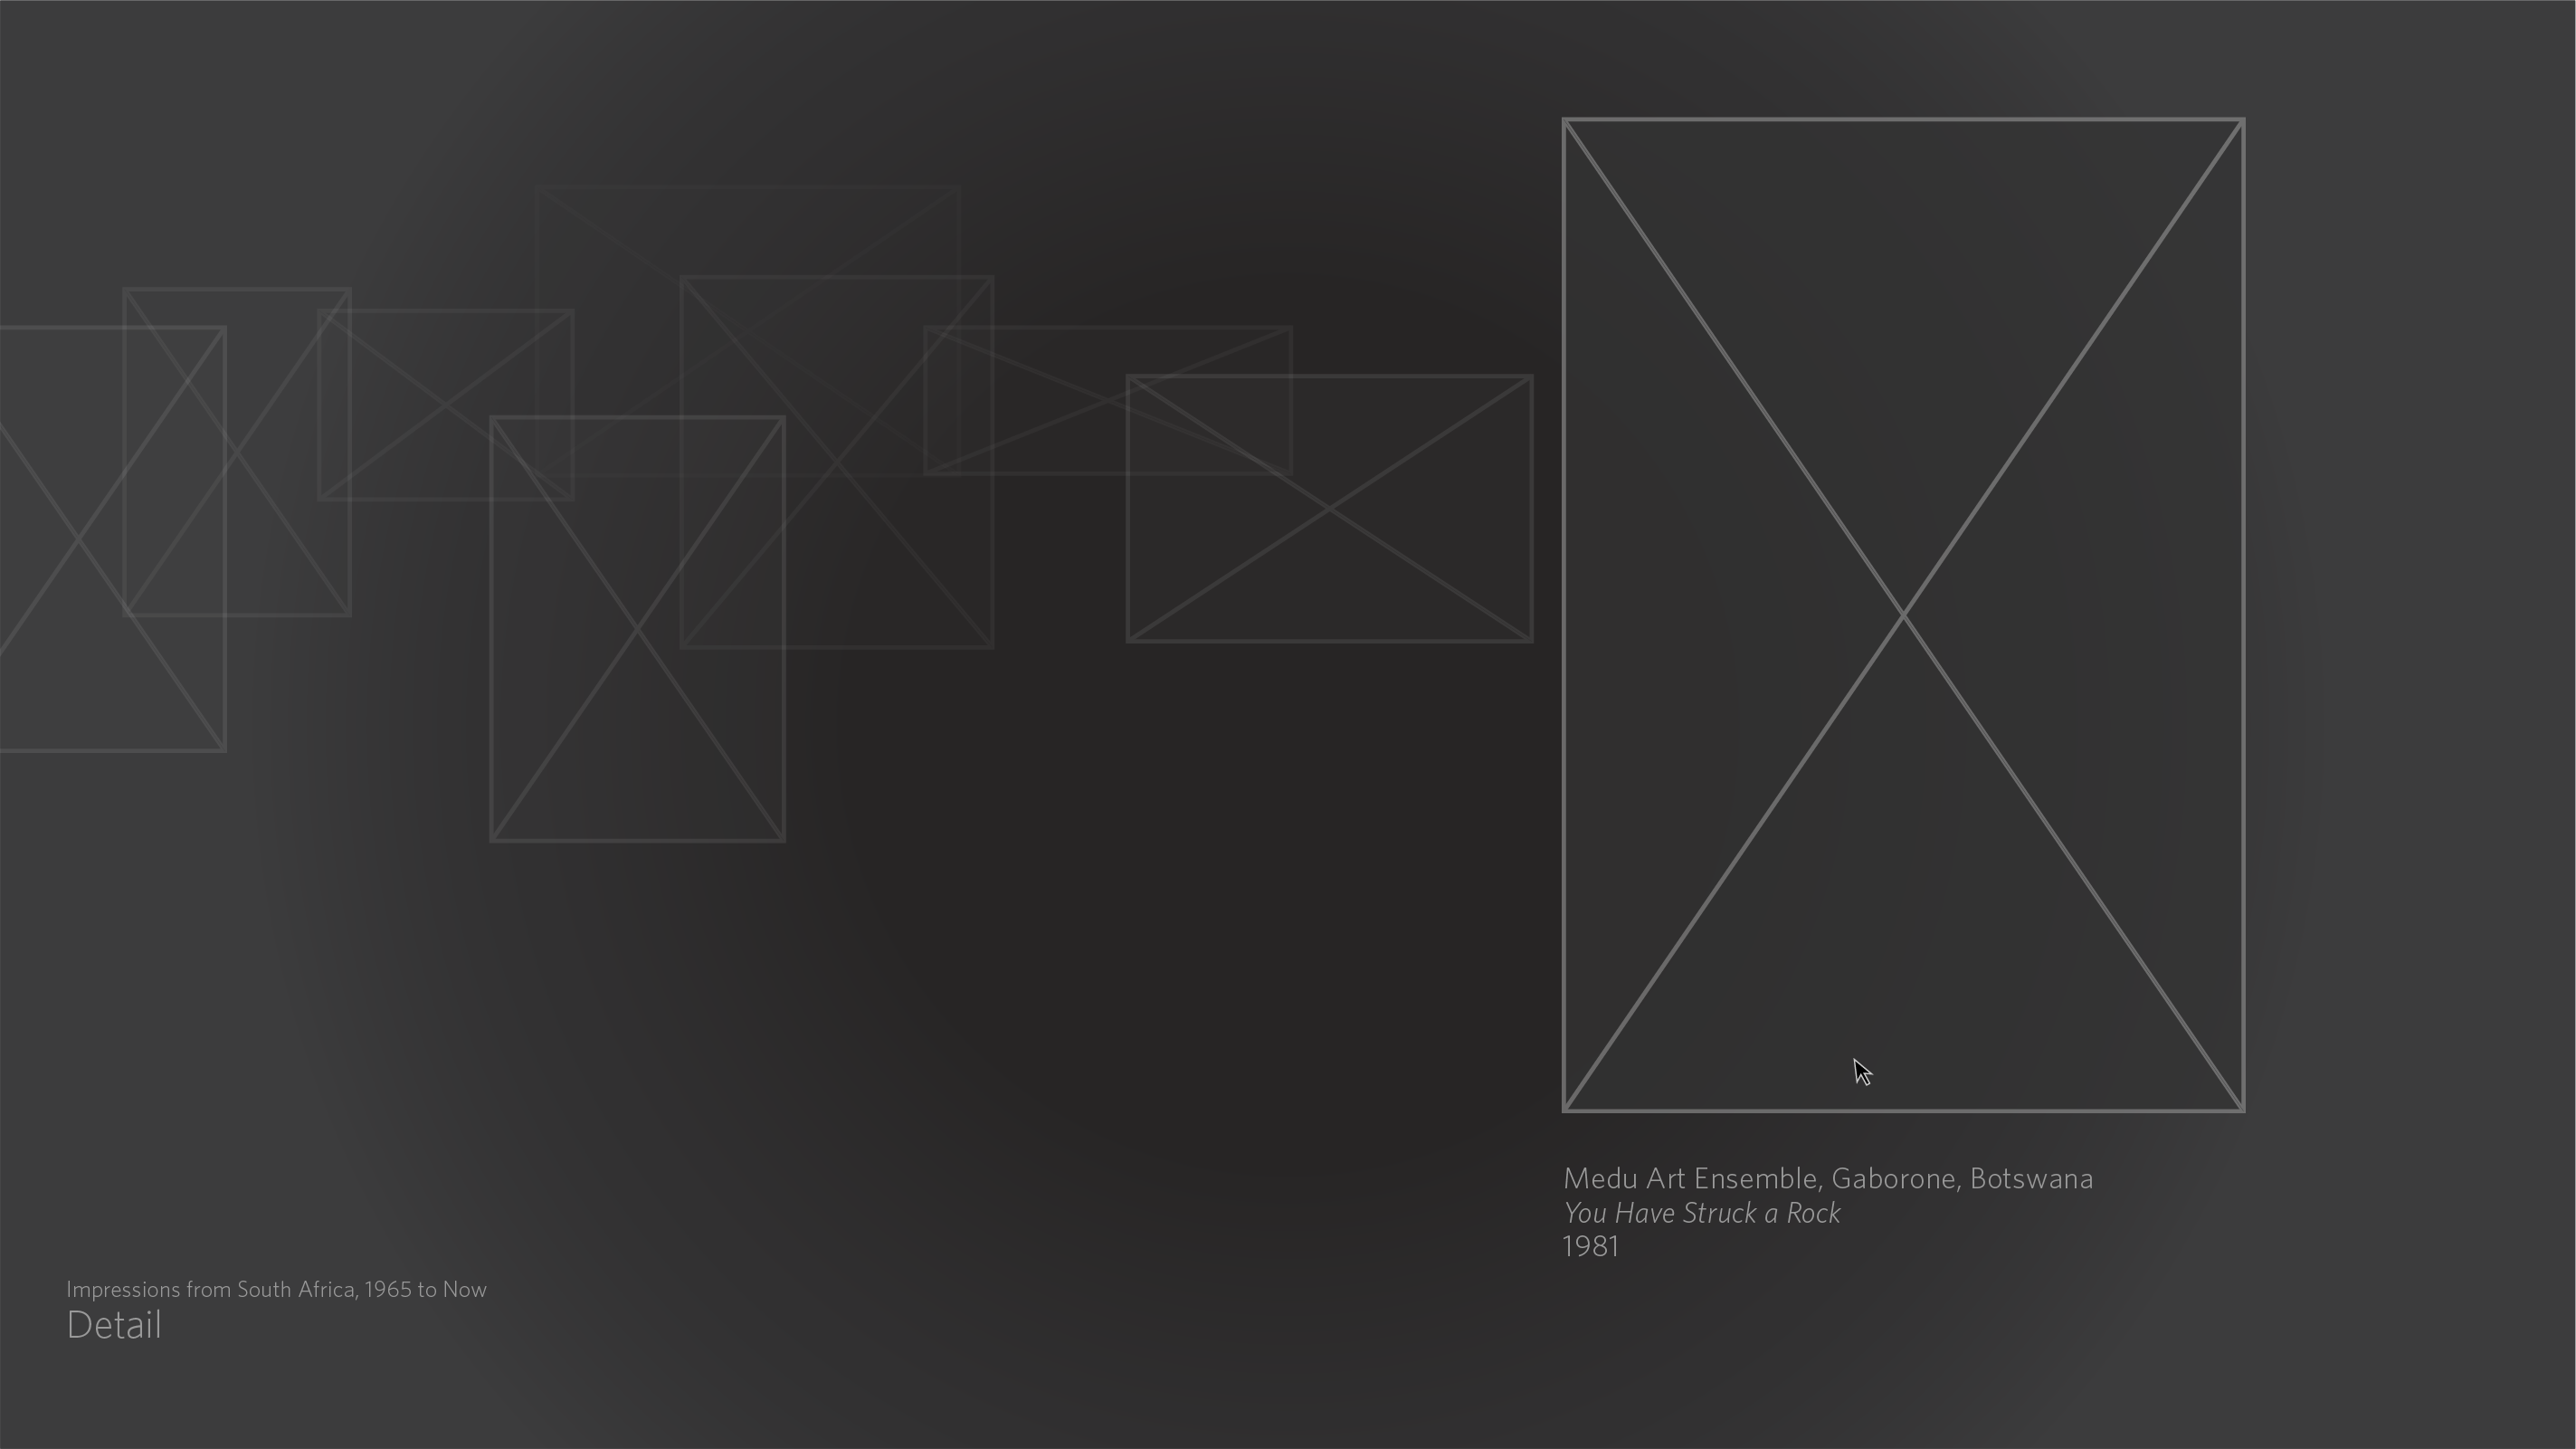 Medu Art Ensemble, Gaborone, Botswana
You Have Struck a Rock
1981
Impressions from South Africa, 1965 to Now
Detail